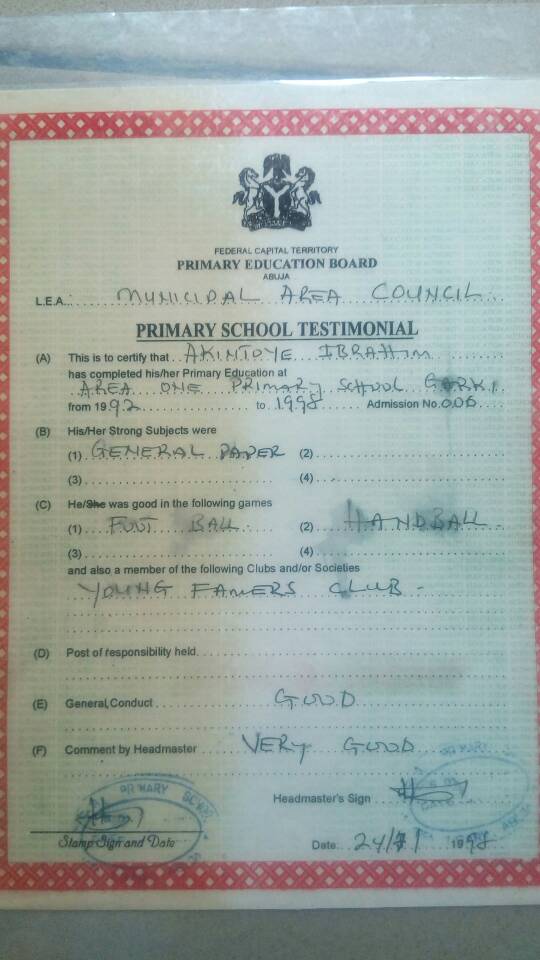 FEDERAL CAPITAL TERRITORY
PRIMARY EDUCATION BOARD
ABUJA
L.E.A. MUNICIPAL AREA COUNCIL
PRIMARY SCHOOL TESTIMONIAL
(A) This is to certify that AKINTOYE IBRAHIM
has completed his/her Primary Education at
AREA ONE PRIMARY SCHOOL GARKI
from 1992 to 1998 Admission No. 006
(B) His/Her Strong Subjects were
(1) GENERAL PAPER (2)
(3) (4)
(C) He/She was good in the following games
(1) FOOT BALL (2) HANDBALL
(3) (4)
and also a member of the following Clubs and/or Societies
YOUNG FAMERS CLUB -
(D) Post of responsibility held
(E) General, Conduct GOOD
(F) Comment by Headmaster VERY GOOD
Headmaster's Sign
PRIMARY
Stamp Sign and Date
Date: 24/ 1998